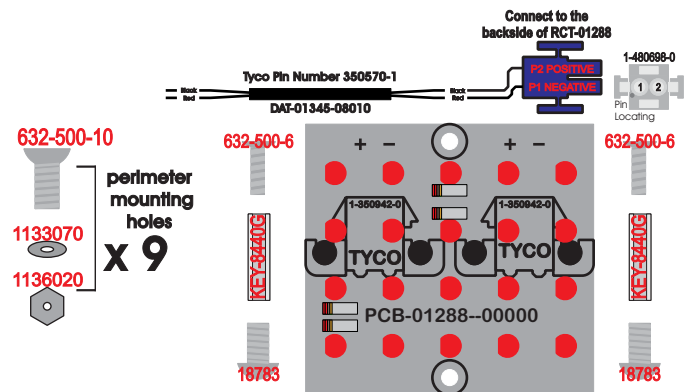 Connect to the
backside of RCT-01288
P2 POSITIVE
P1 NEGATIVE
1-480698-0
1 2
Pin
Locating
Tyco Pin Number 350570-1
Black
Red
Black
Red
DAT-01345-08010
632-500-10
perimeter
mounting
holes
x 9
1133070
1136020
632-500-6
KEY-8440G
18783
+ − + −
1-350942-0
1-350942-0
TYCO
TYCO
PCB-01288--00000
632-500-6
KEY-8440G
18783